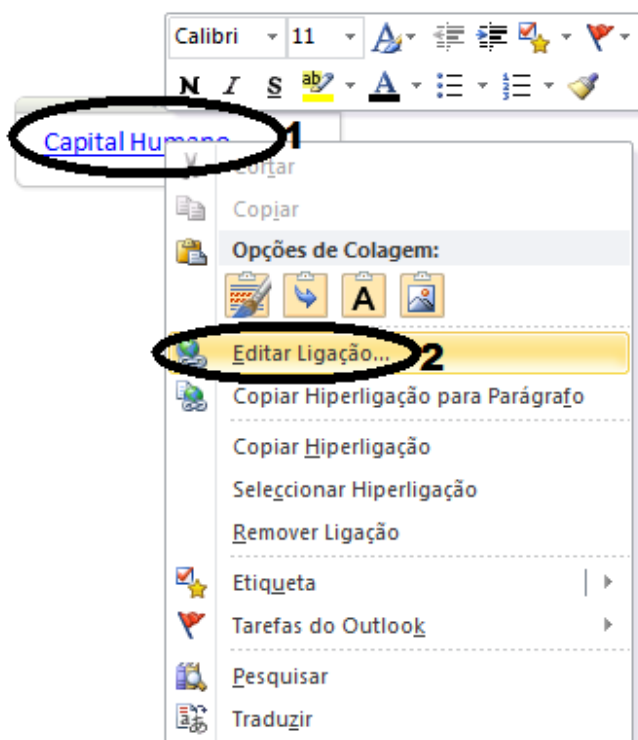 Calibri 11 A
N I S ab A
Capital Humano 1
Cortar
Copiar
Opções de Colagem:
A
Editar Ligação... 2
Copiar Hiperligação para Parágrafo
Copiar Hiperligação
Seleccionar Hiperligação
Remover Ligação
Etiqueta
Tarefas do Outlook
Pesquisar
Traduzir